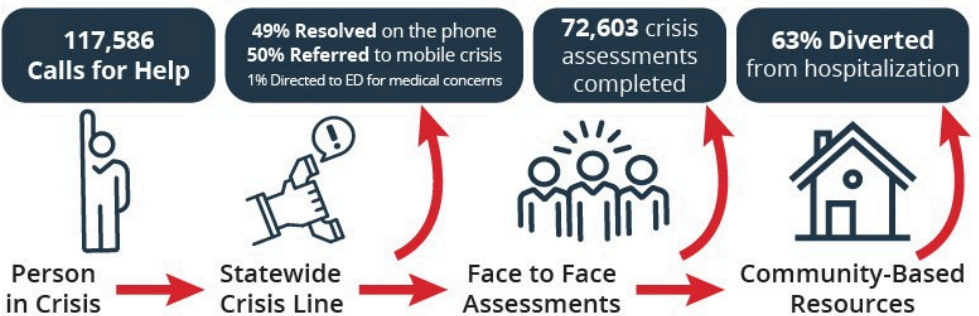 117,586
Calls for Help
49% Resolved on the phone
50% Referred to mobile crisis
1% Directed to ED for medical concerns
72,603 crisis
assessments
completed
63% Diverted
from hospitalization
!
Person
in Crisis
Statewide
Crisis Line
Face to Face
Assessments
Community-Based
Resources